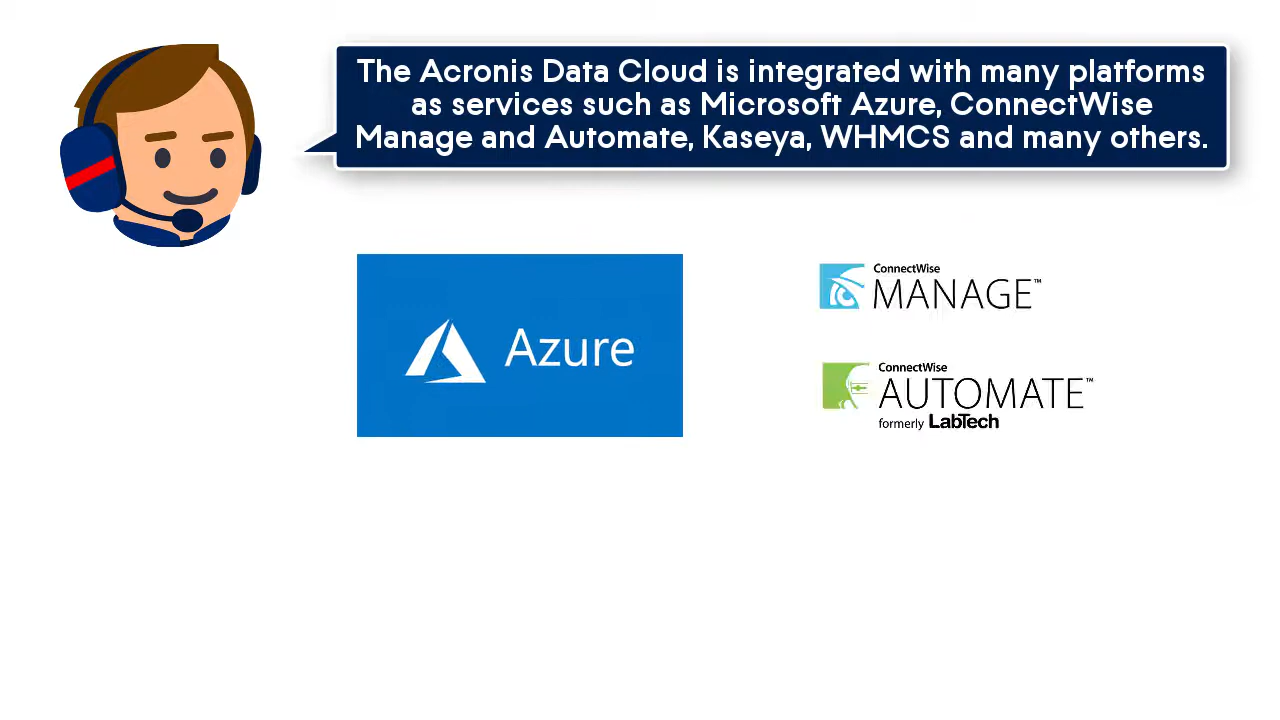 The Acronis Data Cloud is integrated with many platforms
as services such as Microsoft Azure, ConnectWise
Manage and Automate, Kaseya, WHMCS and many others.
Azure
ConnectWise
MANAGE™
ConnectWise
AUTOMATE™
formerly LabTech